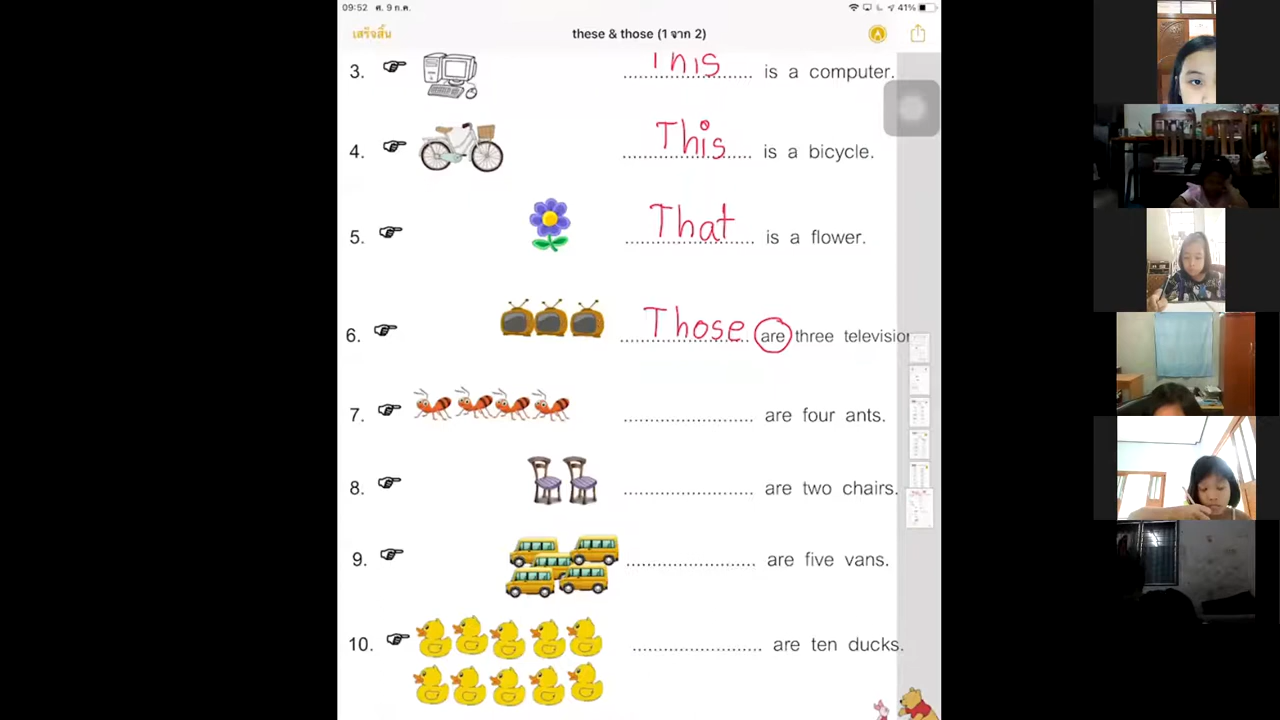 09:52 ศ. 9 ก.ค. 41%
เสร็จสิ้น these & those (1 จาก 2)
3. This is a computer.
4. This is a bicycle.
5. That is a flower.
6. Those are three television
7. ........................ are four ants.
8. ........................ are two chairs.
9. ........................ are five vans.
10. ........................ are ten ducks.